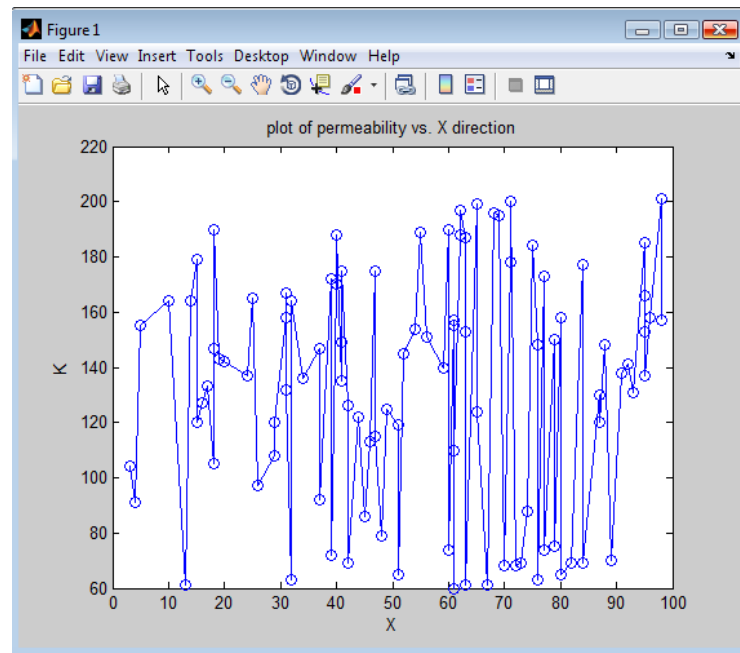 Figure 1
File Edit View Insert Tools Desktop Window Help
plot of permeability vs. X direction
220
200
180
160
140
120
100
80
60
K
0 10 20 30 40 50 60 70 80 90 100
X